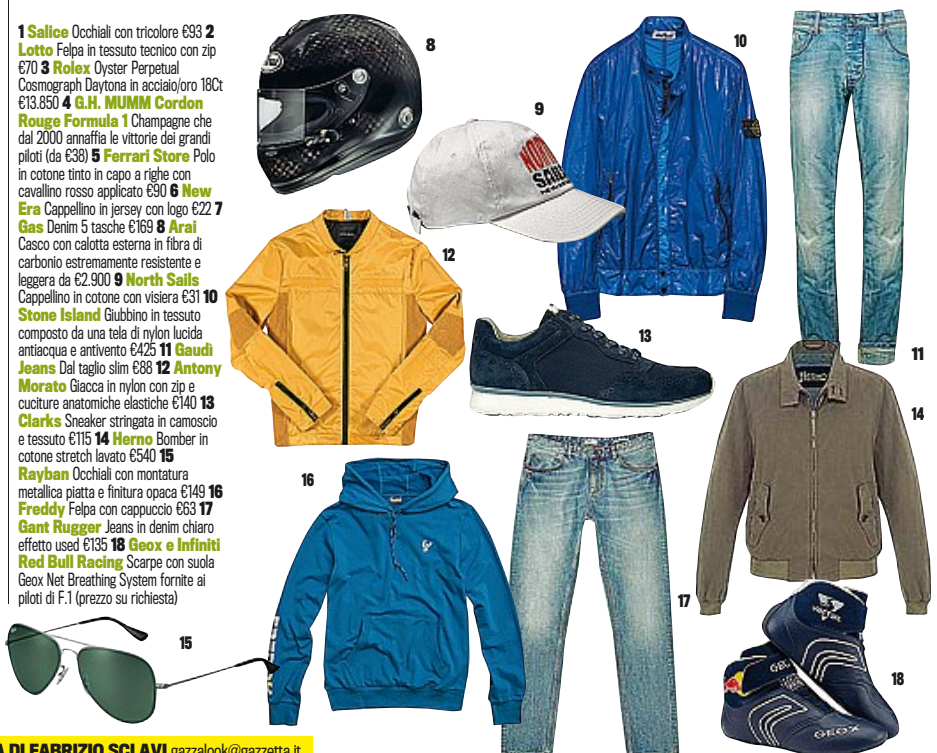 1 Salice Occhiali con tricolore €93 2
Lotto Felpa in tessuto tecnico con zip
€70 3 Rolex Oyster Perpetual
Cosmograph Daytona in acciaio/oro 18Ct
€13.850 4 G.H. MUMM Cordon
Rouge Formula 1 Champagne che
dal 2000 annaffia le vittorie dei grandi
piloti (da €38) 5 Ferrari Store Polo
in cotone tinto in capo a righe con
cavallino rosso applicato €90 6 New
Era Cappellino in jersey con logo €22 7
Gas Denim 5 tasche €169 8 Arai
Casco con calotta esterna in fibra di
carbonio estremamente resistente e
leggera da €2.900 9 North Sails
Cappellino in cotone con visiera €31 10
Stone Island Giubbino in tessuto
composto da una tela di nylon lucida
antiacqua e antivento €425 11 Gaudì
Jeans Dal taglio slim €88 12 Antony
Morato Giacca in nylon con zip e
cuciture anatomiche elastiche €140 13
Clarks Sneaker stringata in camoscio
e tessuto €115 14 Herno Bomber in
cotone stretch lavato €540 15
Rayban Occhiali con montatura
metallica piatta e finitura opaca €149 16
Freddy Felpa con cappuccio €63 17
Gant Rugger Jeans in denim chiaro
effetto used €135 18 Geox e Infiniti
Red Bull Racing Scarpe con suola
Geox Net Breathing System fornite ai
piloti di F.1 (prezzo su richiesta)
8
9
10
11
12
13
14
15
16
17
18
Herno
GEOX
GEOX
A DI FABRIZIO SCLAVI gazzalook@gazzetta.it